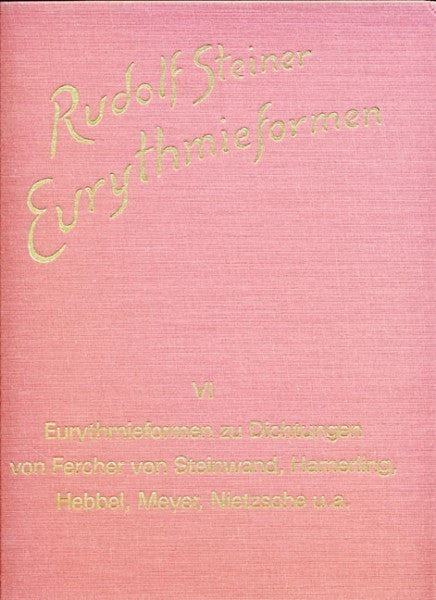 Rudolf Steiner
Eurythmieformen
VI
Eurythmieformen zu Dichtungen
von Fercher von Steinwand, Hamerling,
Hebbel, Meyer, Nietzsche u.a.